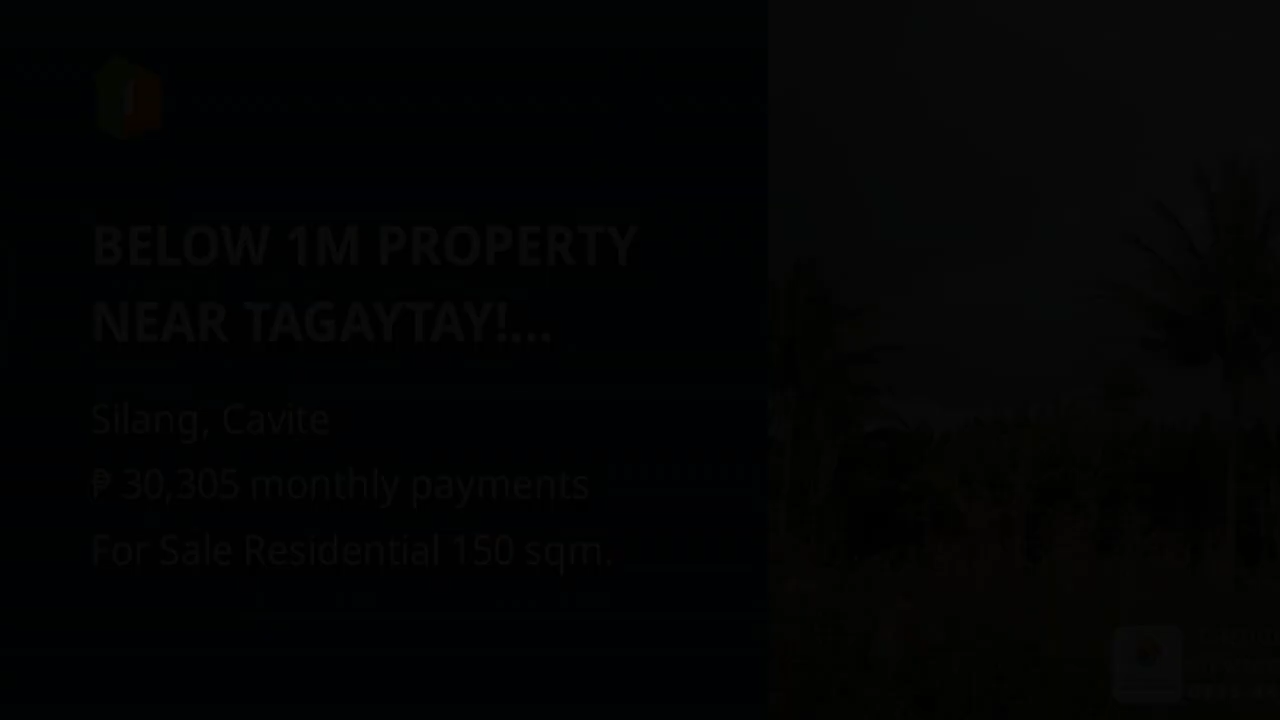 BELOW 1M PROPERTY
NEAR TAGAYTAY!...
Silang, Cavite
₱ 30,305 monthly payments
For Sale Residential 150 sqm.